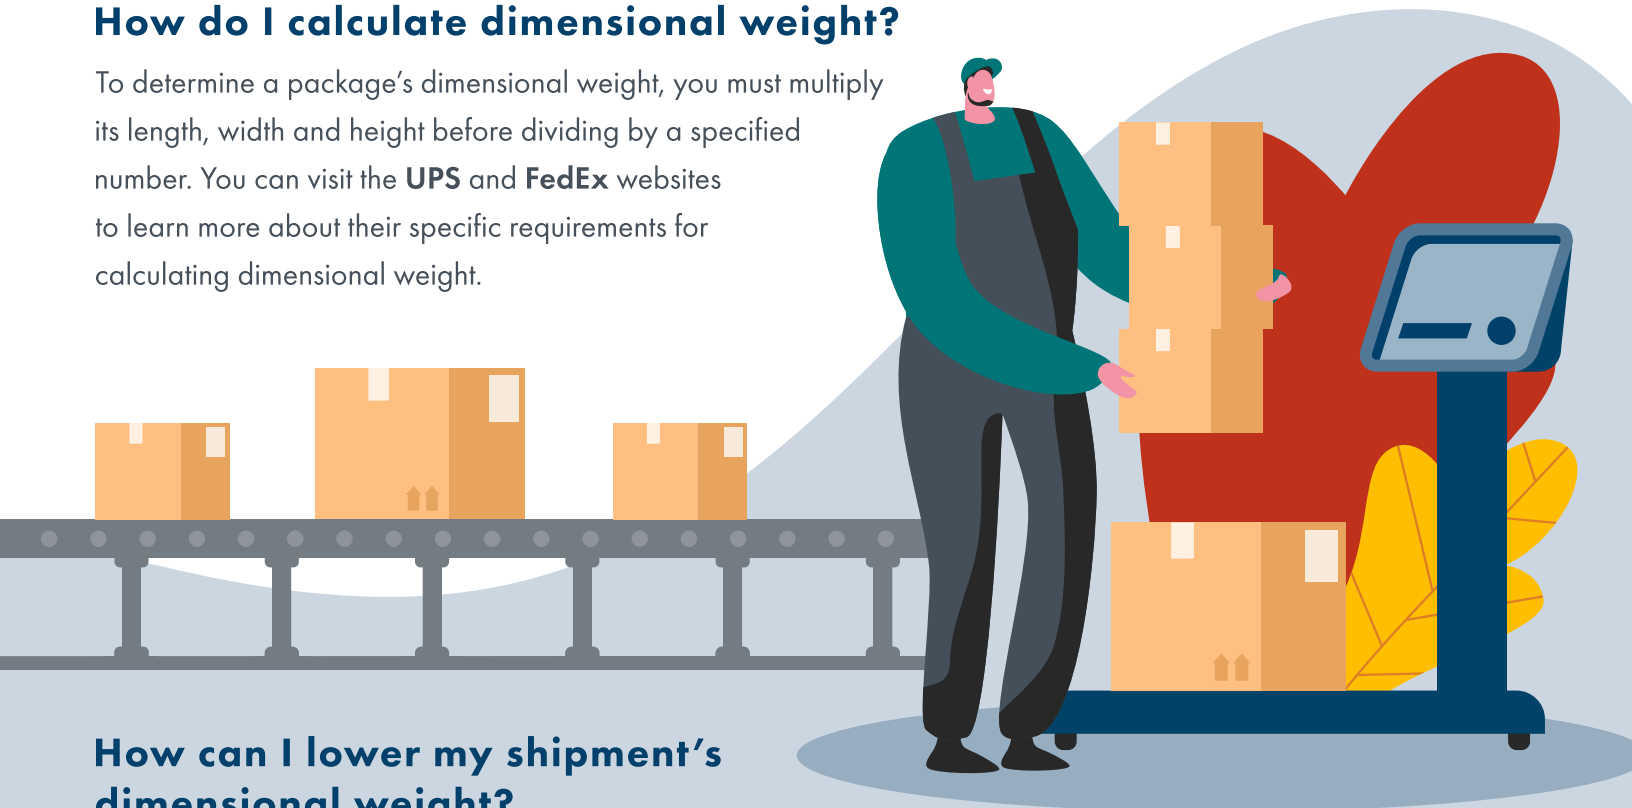 How do I calculate dimensional weight?
To determine a package’s dimensional weight, you must multiply
its length, width and height before dividing by a specified
number. You can visit the UPS and FedEx websites
to learn more about their specific requirements for
calculating dimensional weight.
How can I lower my shipment’s
dimensional weight?